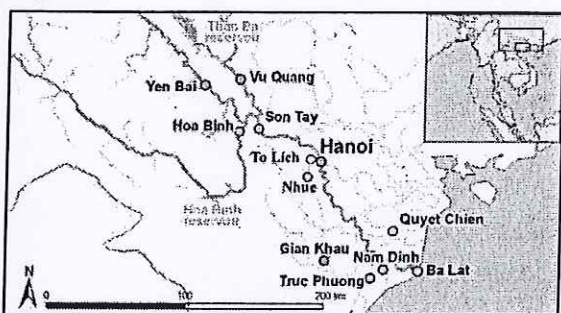 Thac Ba
reservoir
Yen Bai
Vu Quang
Hoa Binh
Son Tay
To Lich
Hanoi
Nhue
Hoa Binh
reservoir
Quyet Chien
Gian Khau
Nam Dinh
Truc Phuong
Ba Lat
N
0
100
200